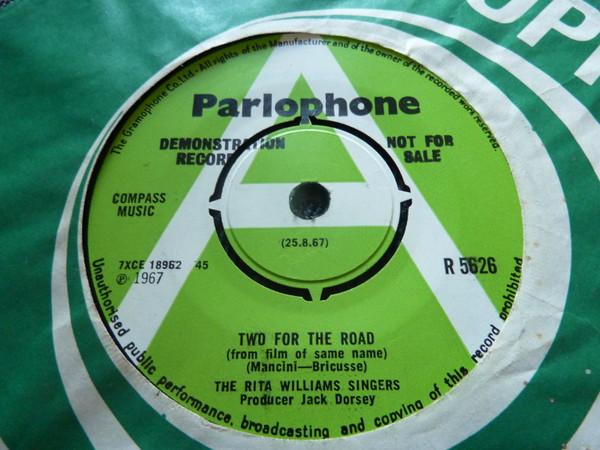 The Gramophone Co. Ltd. · All rights of the Manufacturer and of the owner of the recorded work reserved.
Parlophone
DEMONSTRATION NOT FOR
RECORD SALE
COMPASS
MUSIC
A
(25.8.67)
7XCE 18962 45
℗ 1967
R 5626
TWO FOR THE ROAD
(from film of same name)
(Mancini—Bricusse)
THE RITA WILLIAMS SINGERS
Producer Jack Dorsey
Unauthorised public performance, broadcasting and copying of this record prohibited